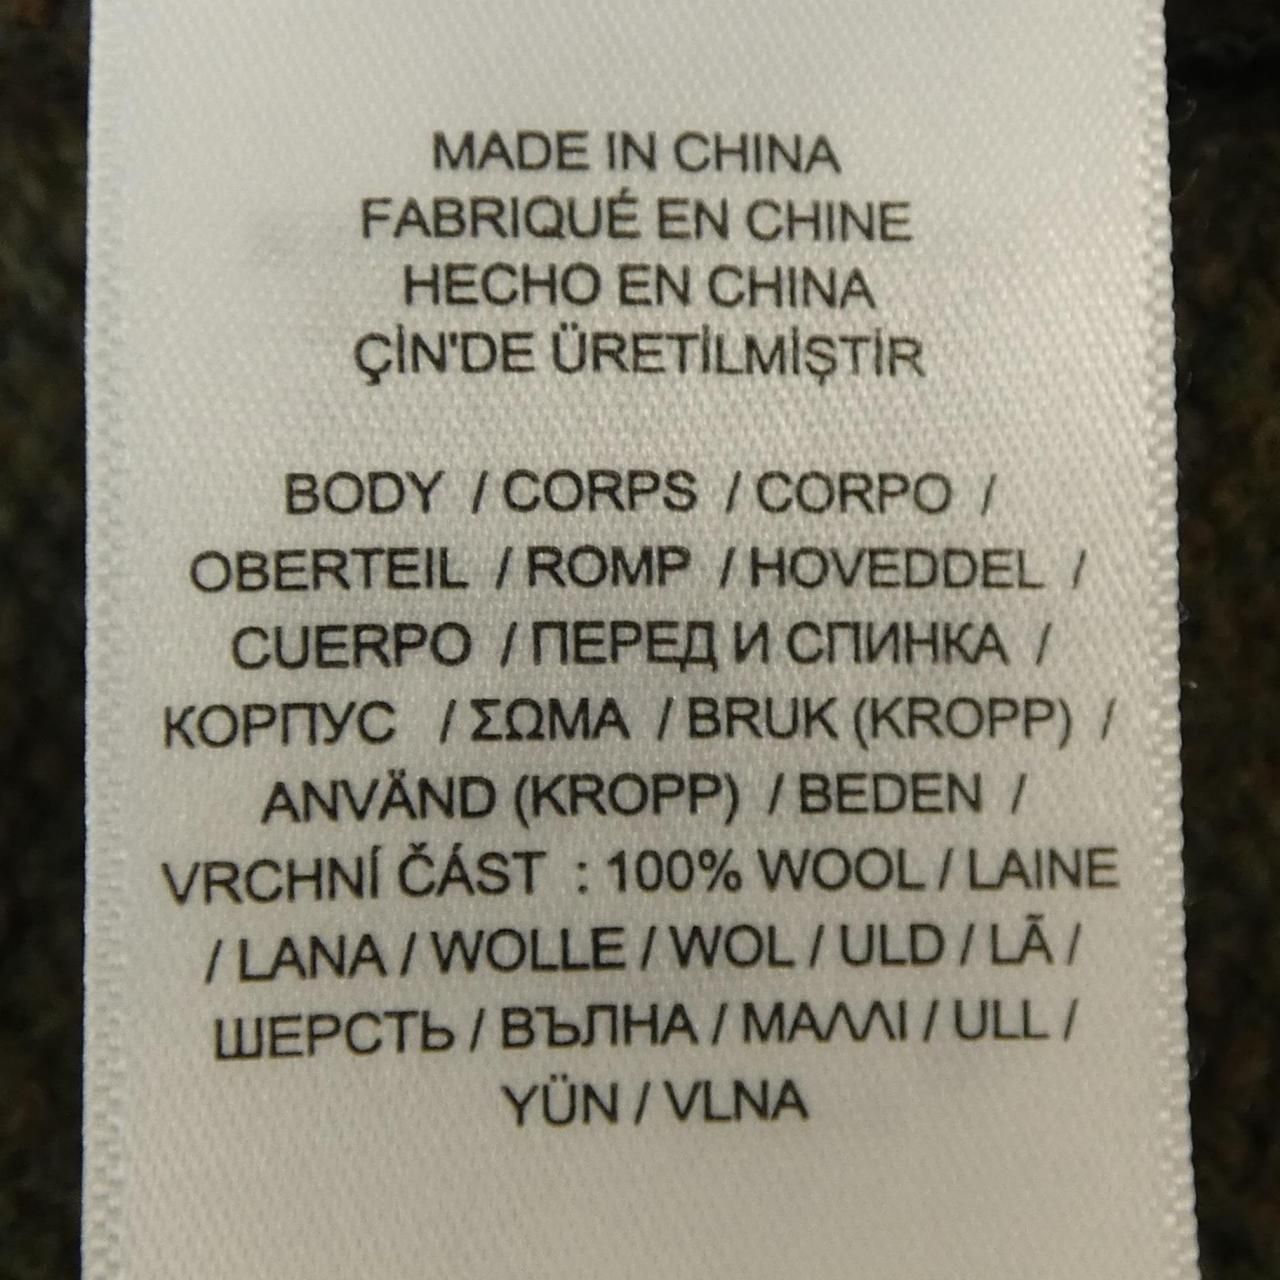 MADE IN CHINA
FABRIQUÉ EN CHINE
HECHO EN CHINA
ÇİN'DE ÜRETİLMİŞTİR
BODY / CORPS / CORPO /
OBERTEIL / ROMP / HOVEDDEL /
CUERPO / ПЕРЕД И СПИНКА /
КОРПУС / ΣΩΜΑ / BRUK (KROPP) /
ANVÄND (KROPP) / BEDEN /
VRCHNÍ ČÁST : 100% WOOL / LAINE
/ LANA / WOLLE / WOL / ULD / LÃ /
ШЕРСТЬ / ВЪЛНА / ΜΑΛΛΙ / ULL /
YÜN / VLNA